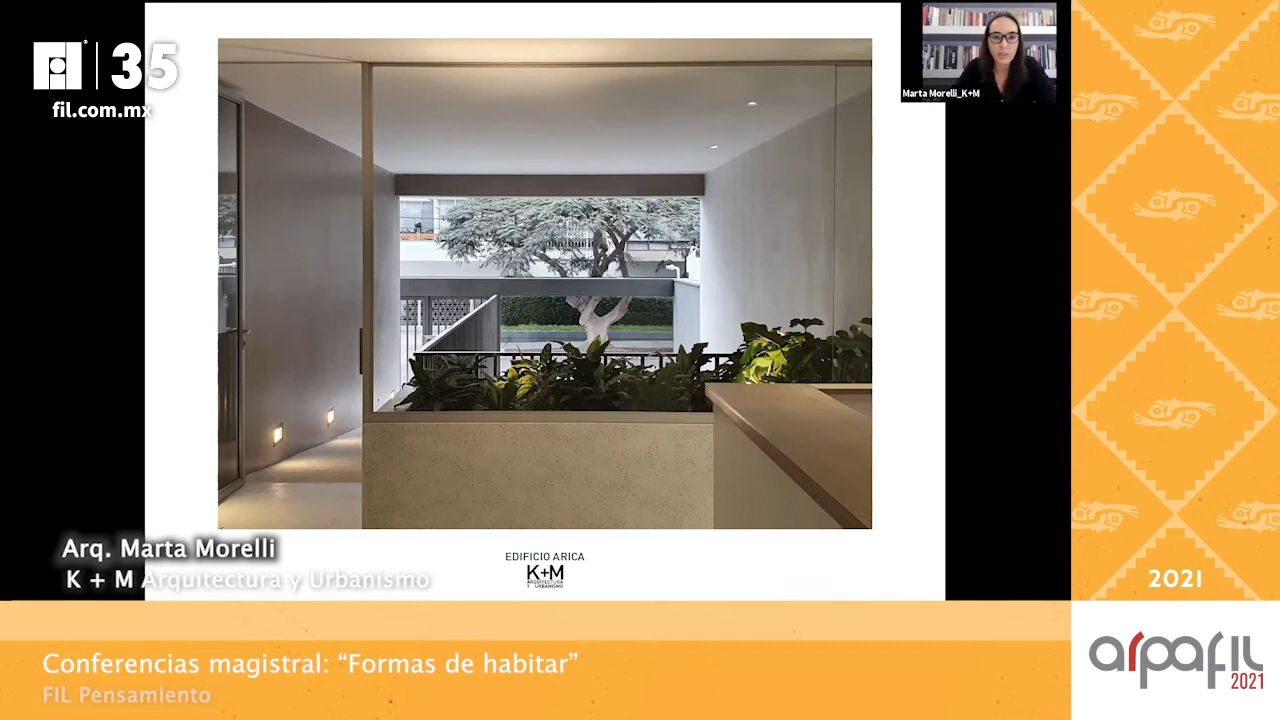 FIL 35
fil.com.mx
Marta Morelli_K+M
EDIFICIO ARICA
K+M
ARQUITECTURA
Y URBANISMO
Arq. Marta Morelli
K + M Arquitectura y Urbanismo
2021
Conferencias magistral: “Formas de habitar”
FIL Pensamiento
arpafil
2021